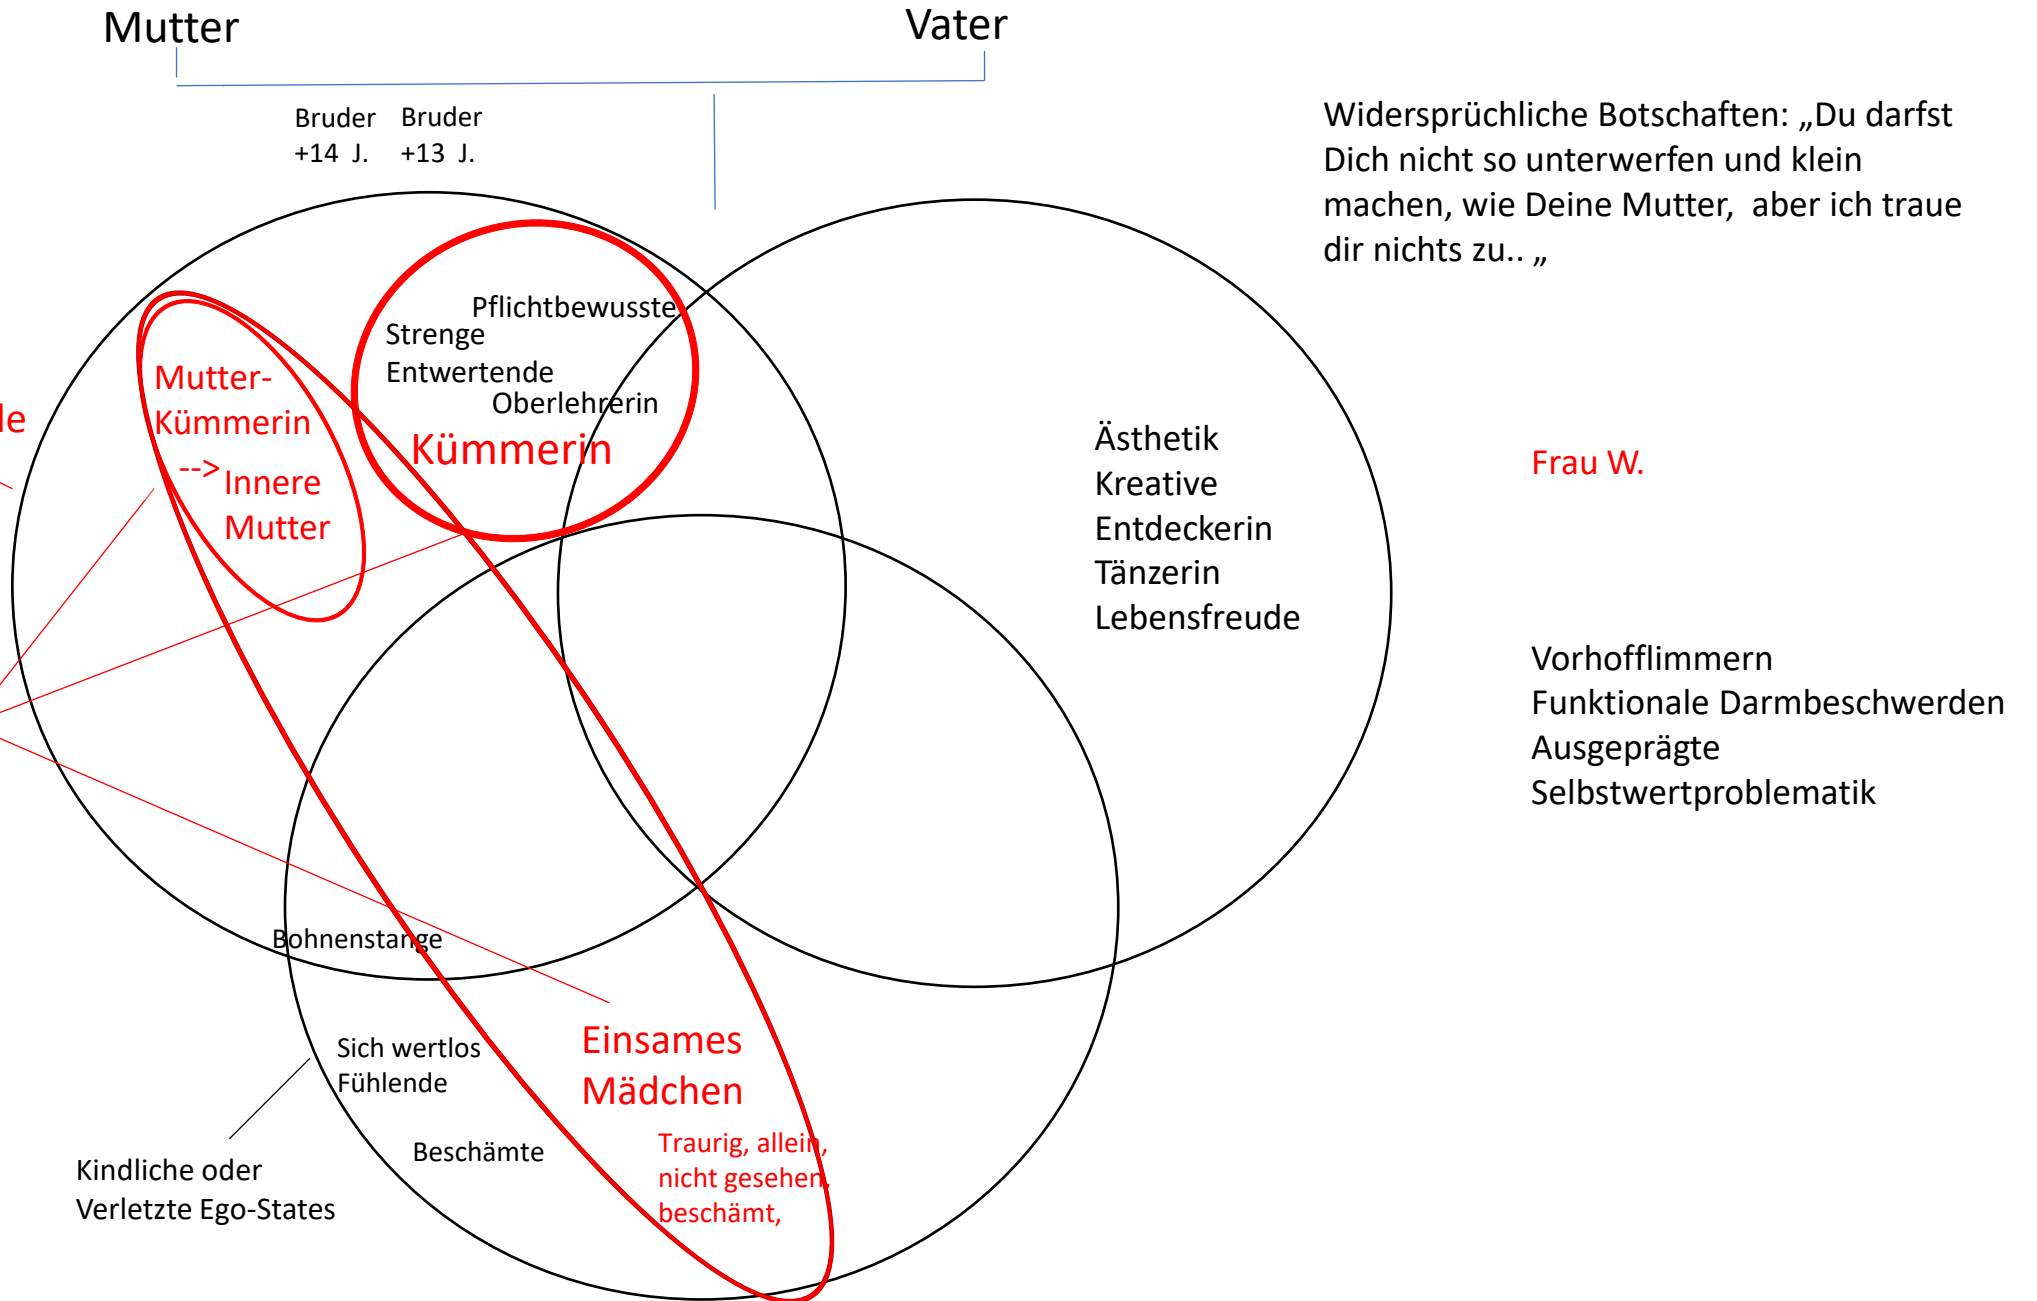 Mutter
Vater
Bruder Bruder
+14 J. +13 J.
Widersprüchliche Botschaften: „Du darfst
Dich nicht so unterwerfen und klein
machen, wie Deine Mutter, aber ich traue
dir nichts zu.. „
Pflichtbewusste
Strenge
Entwertende
Oberlehrerin
Kümmerin
Mutter-
Kümmerin
--> Innere
Mutter
le
Ästhetik
Kreative
Entdeckerin
Tänzerin
Lebensfreude
Frau W.
Vorhofflimmern
Funktionale Darmbeschwerden
Ausgeprägte
Selbstwertproblematik
Bohnenstange
Sich wertlos
Fühlende
Beschämte
Einsames
Mädchen
Traurig, allein,
nicht gesehen,
beschämt,
Kindliche oder
Verletzte Ego-States